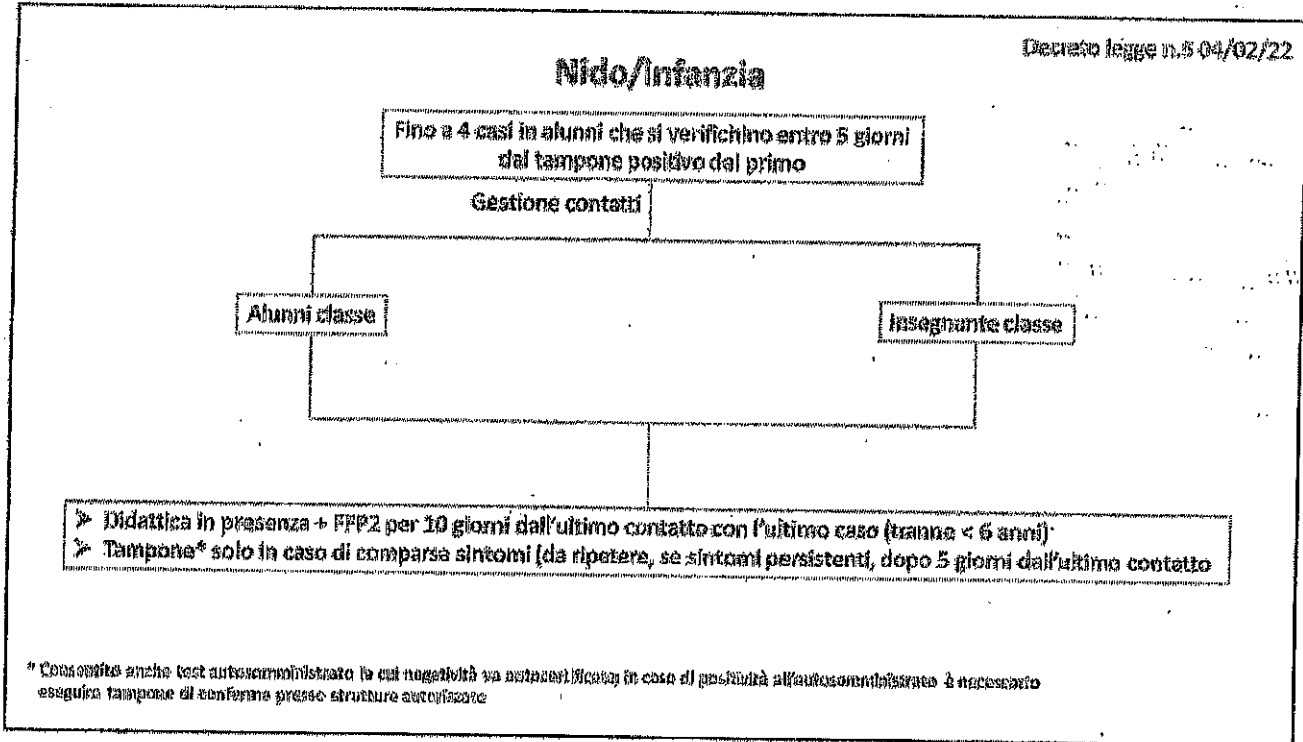 Decreto legge n.5 04/02/22
Nido/Infanzia
Fino a 4 casi in alunni che si verifichino entro 5 giorni
dal tampone positivo del primo
Gestione contatti
Alunni classe
Insegnante classe
➢ Didattica in presenza + FFP2 per 10 giorni dall'ultimo contatto con l'ultimo caso (tranne < 6 anni)
➢ Tampone* solo in caso di comparsa sintomi (da ripetere, se sintomi persistenti, dopo 5 giorni dall'ultimo contatto
* Consentito anche test autosomministrato la cui negatività va autocertificata; in caso di positività all'autosomministrato è necessario
eseguire tampone di conferma presso strutture autorizzate